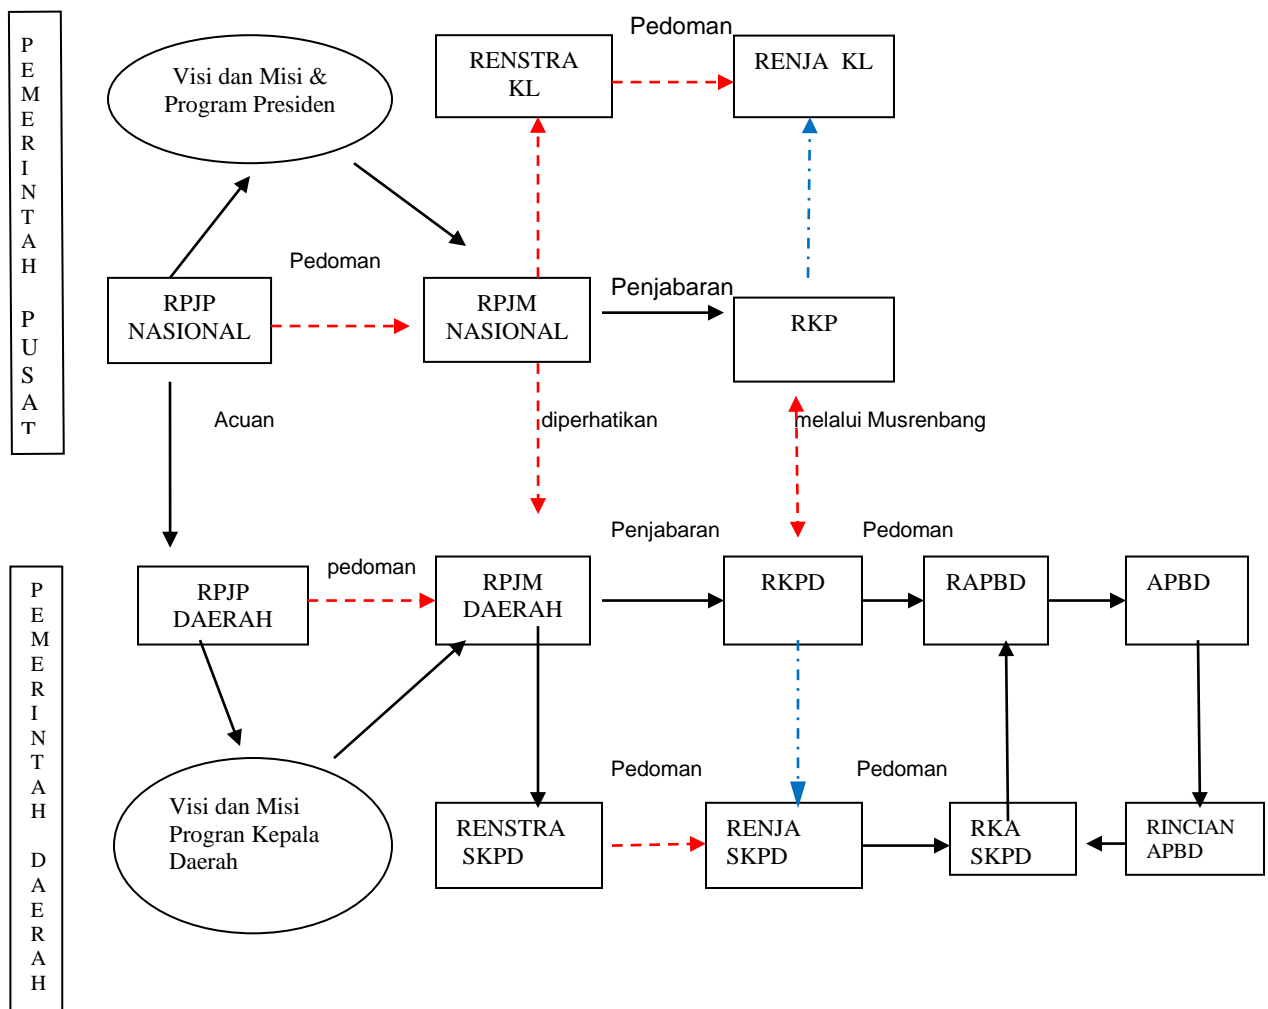 PEMERINTAH PUSAT
Pedoman
Visi dan Misi &
Program Presiden
RENSTRA
KL
RENJA KL
Pedoman
RPJP
NASIONAL
RPJM
NASIONAL
Penjabaran
RKP
Acuan
diperhatikan
melalui Musrenbang
PEMERINTAH DAERAH
RPJP
DAERAH
pedoman
RPJM
DAERAH
Penjabaran
RKPD
Pedoman
RAPBD
APBD
Visi dan Misi
Progran Kepala
Daerah
Pedoman
Pedoman
RENSTRA
SKPD
RENJA
SKPD
RKA
SKPD
RINCIAN
APBD